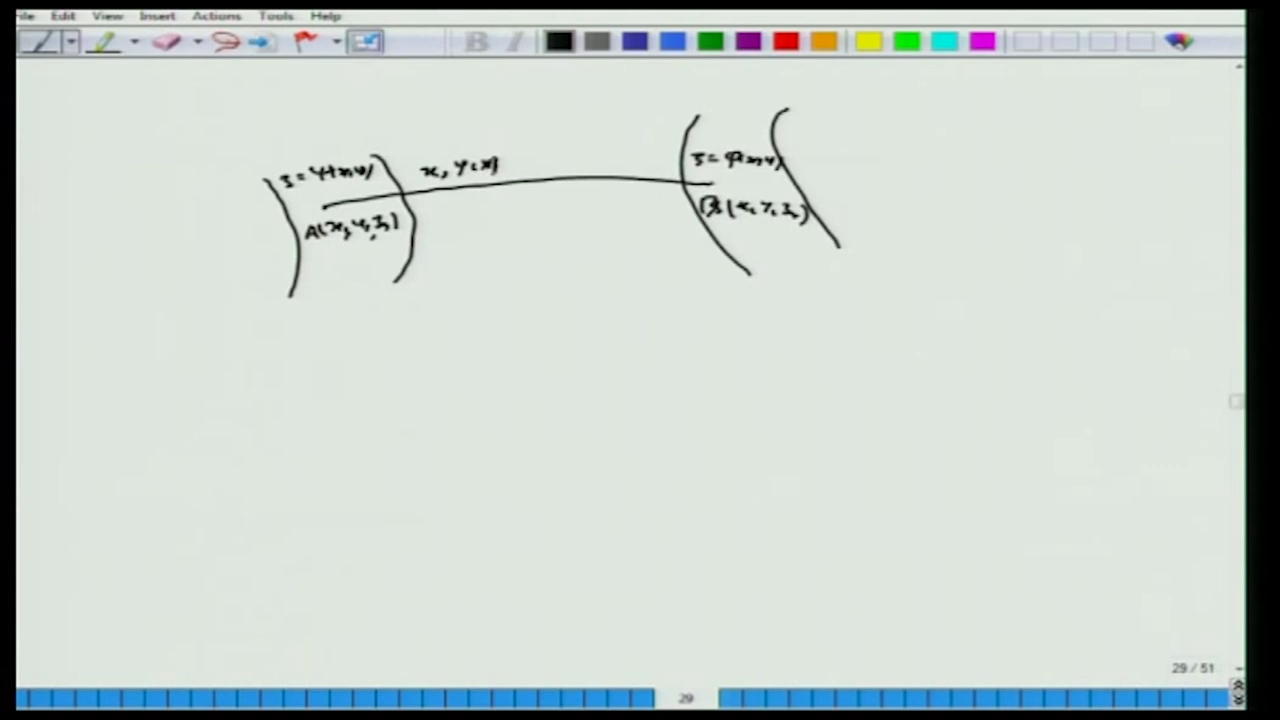 File Edit View Insert Actions Tools Help
B I
z = ψ(x, y)
x, y(x)
z = φ(x, y)
29 / 51
29